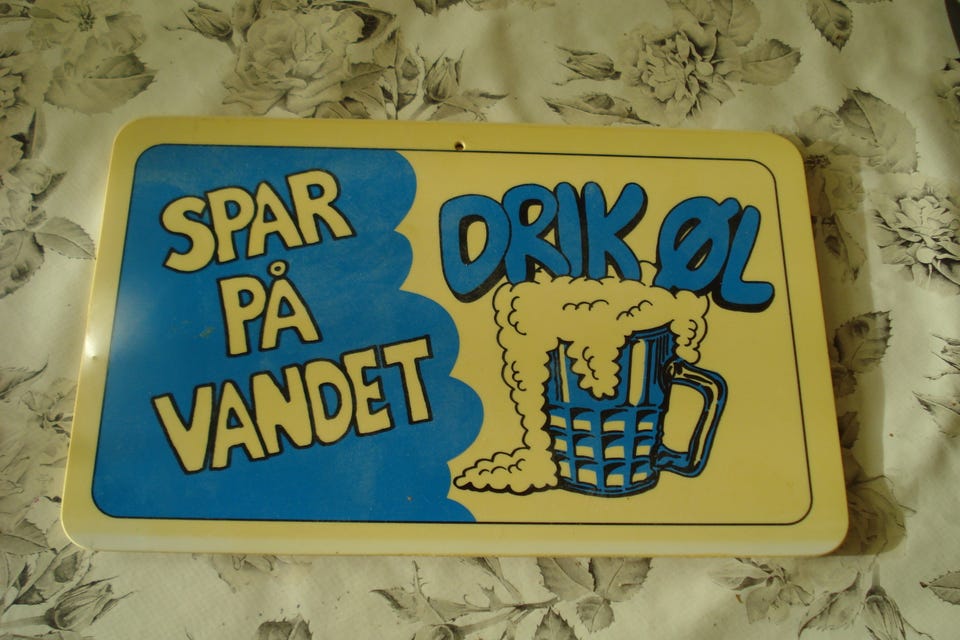 SPAR
PÅ
VANDET
DRIK ØL